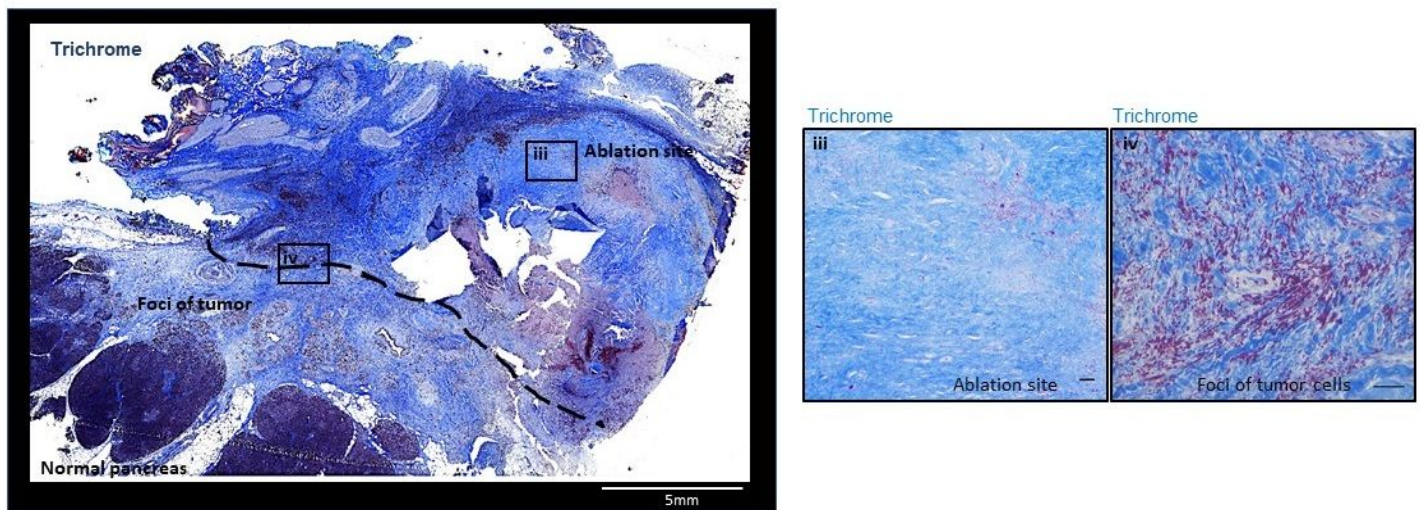 Trichrome
iii
Ablation site
iv
Foci of tumor
Normal pancreas
5mm
Trichrome
iii
Ablation site
Trichrome
iv
Foci of tumor cells